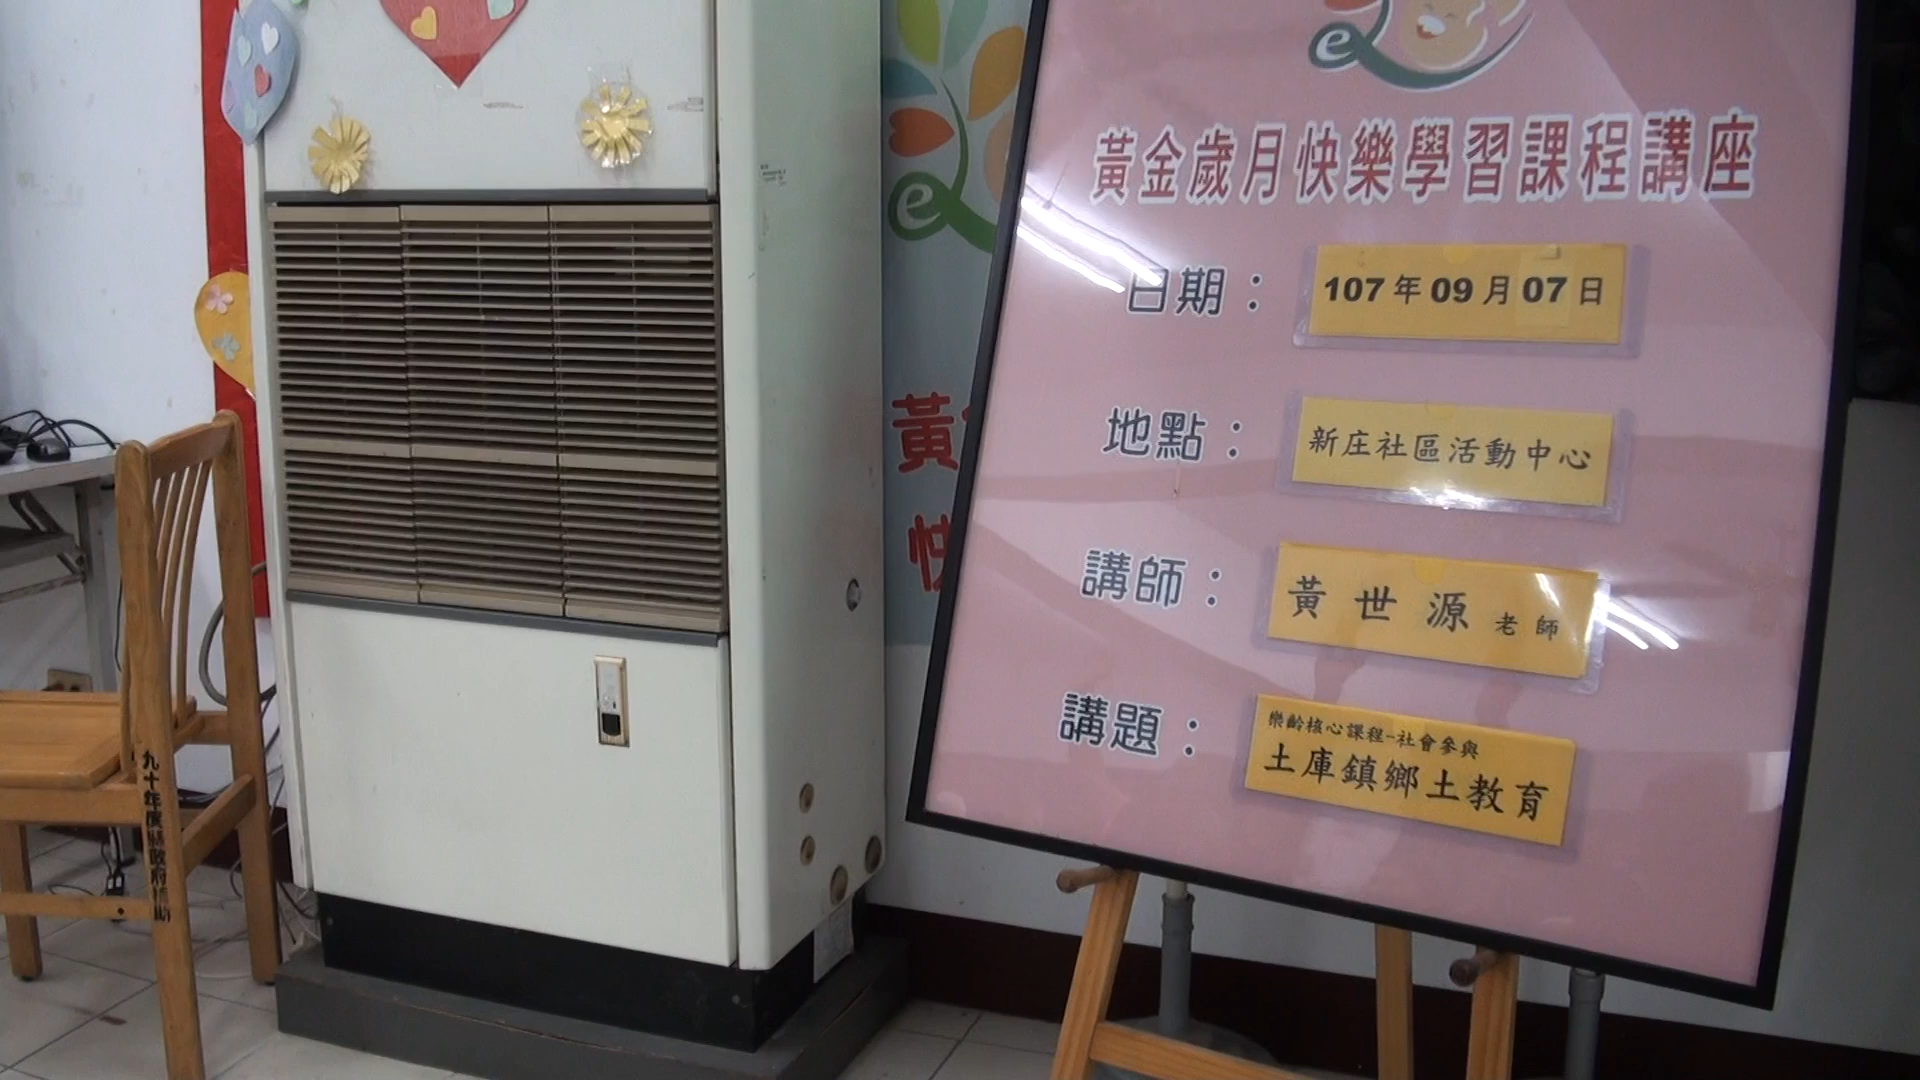 黃金歲月快樂學習課程講座
日期：107年09月07日
地點：新庄社區活動中心
講師：黃世源 老師
講題：樂齡核心課程-社會參與
土庫鎮鄉土教育
黃
快
九十年度縣政府補助